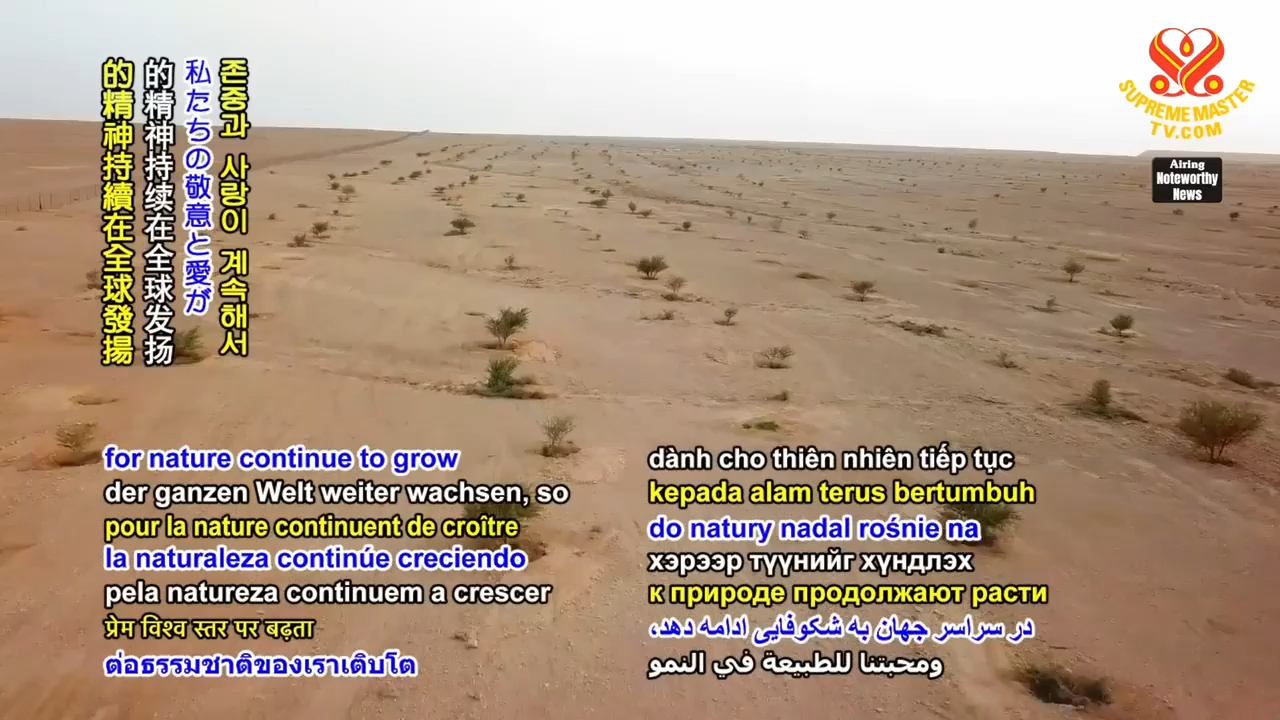 存중과 사랑이 계속해서
私たちの敬意と愛が
的精神持续在全球发扬
的精神持續在全球發揚
SUPREME MASTER
TV.COM
Airing
Noteworthy
News
for nature continue to grow
der ganzen Welt weiter wachsen, so
pour la nature continuent de croître
la naturaleza continúe creciendo
pela natureza continuem a crescer
प्रेम विश्व स्तर पर बढ़ता
ต่อธรรมชาติของเราเติบโต
dành cho thiên nhiên tiếp tục
kepada alam terus bertumbuh
do natury nadal rośnie na
хэрээр түүнийг хүндлэх
к природе продолжают расти
در سراسر جهان به شکوفایی ادامه دهد،
ومحبتنا للطبيعة في النمو